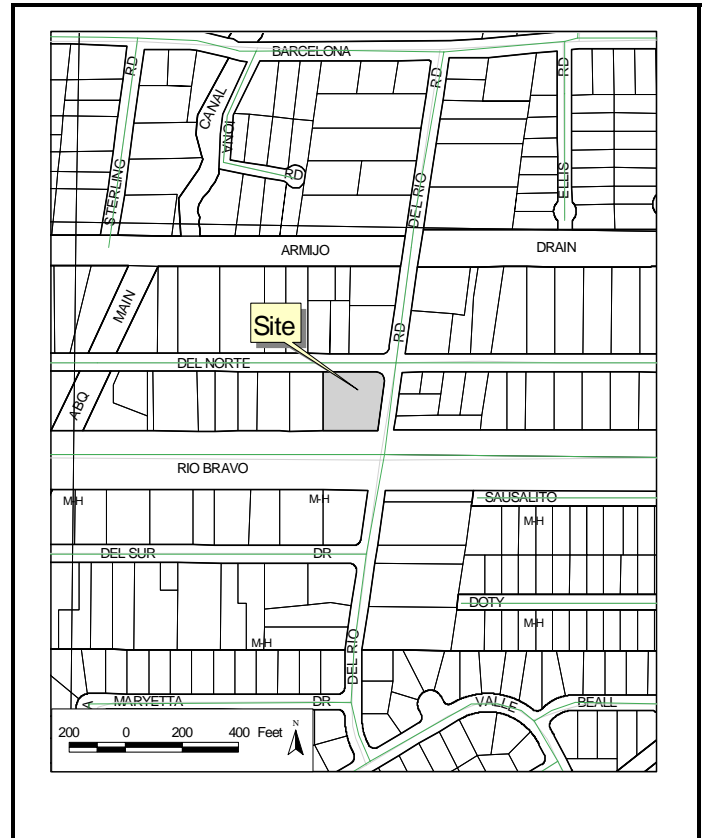 BARCELONA
RD
CANAL
IONA
RD
RD
RD
STERLING
DEL RIO
ELLIS
ARMIJO
DRAIN
MAIN
Site
RD
DEL NORTE
ABQ
RIO BRAVO
M-H
M-H
SAUSALITO
M-H
DEL SUR
DR
DOTY
M-H
M-H
DEL RIO
MARYETTA
DR
A
VALLE
BEALL
200 0 200 400 Feet
N